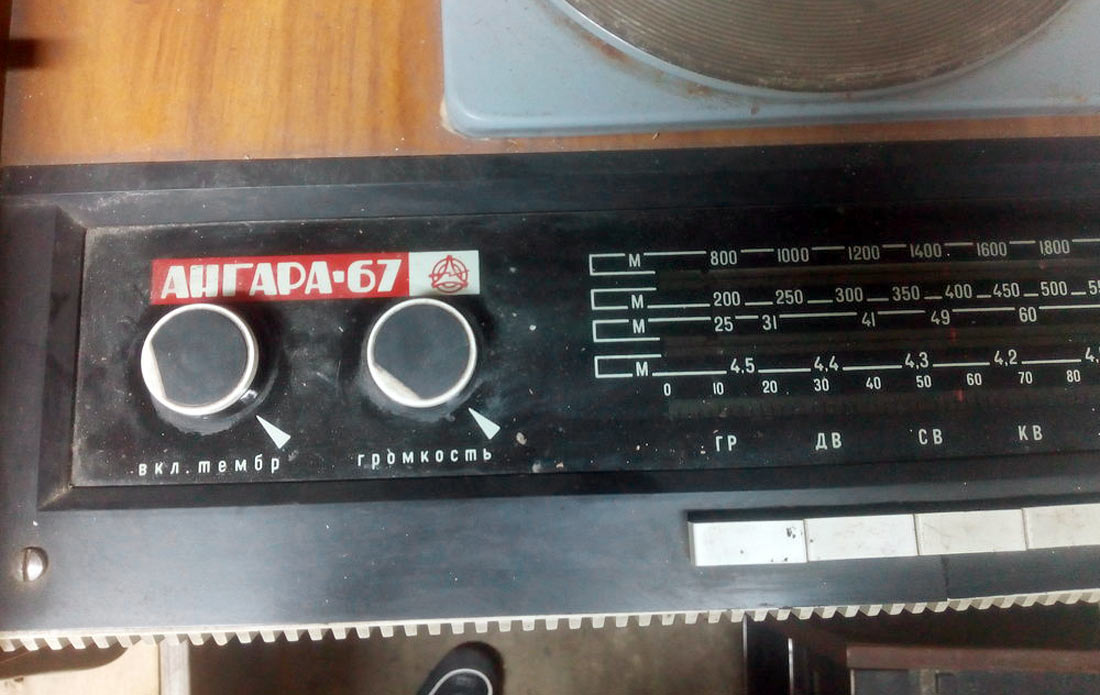 АНГАРА-67
М 800 1000 1200 1400 1600 1800
М 200 250 300 350 400 450 500
М 25 31 41 49 60
М 4.5 4,4 4,3 4,2
0 10 20 30 40 50 60 70 80
ГР ДВ СВ КВ
вкл. тембр
громкость